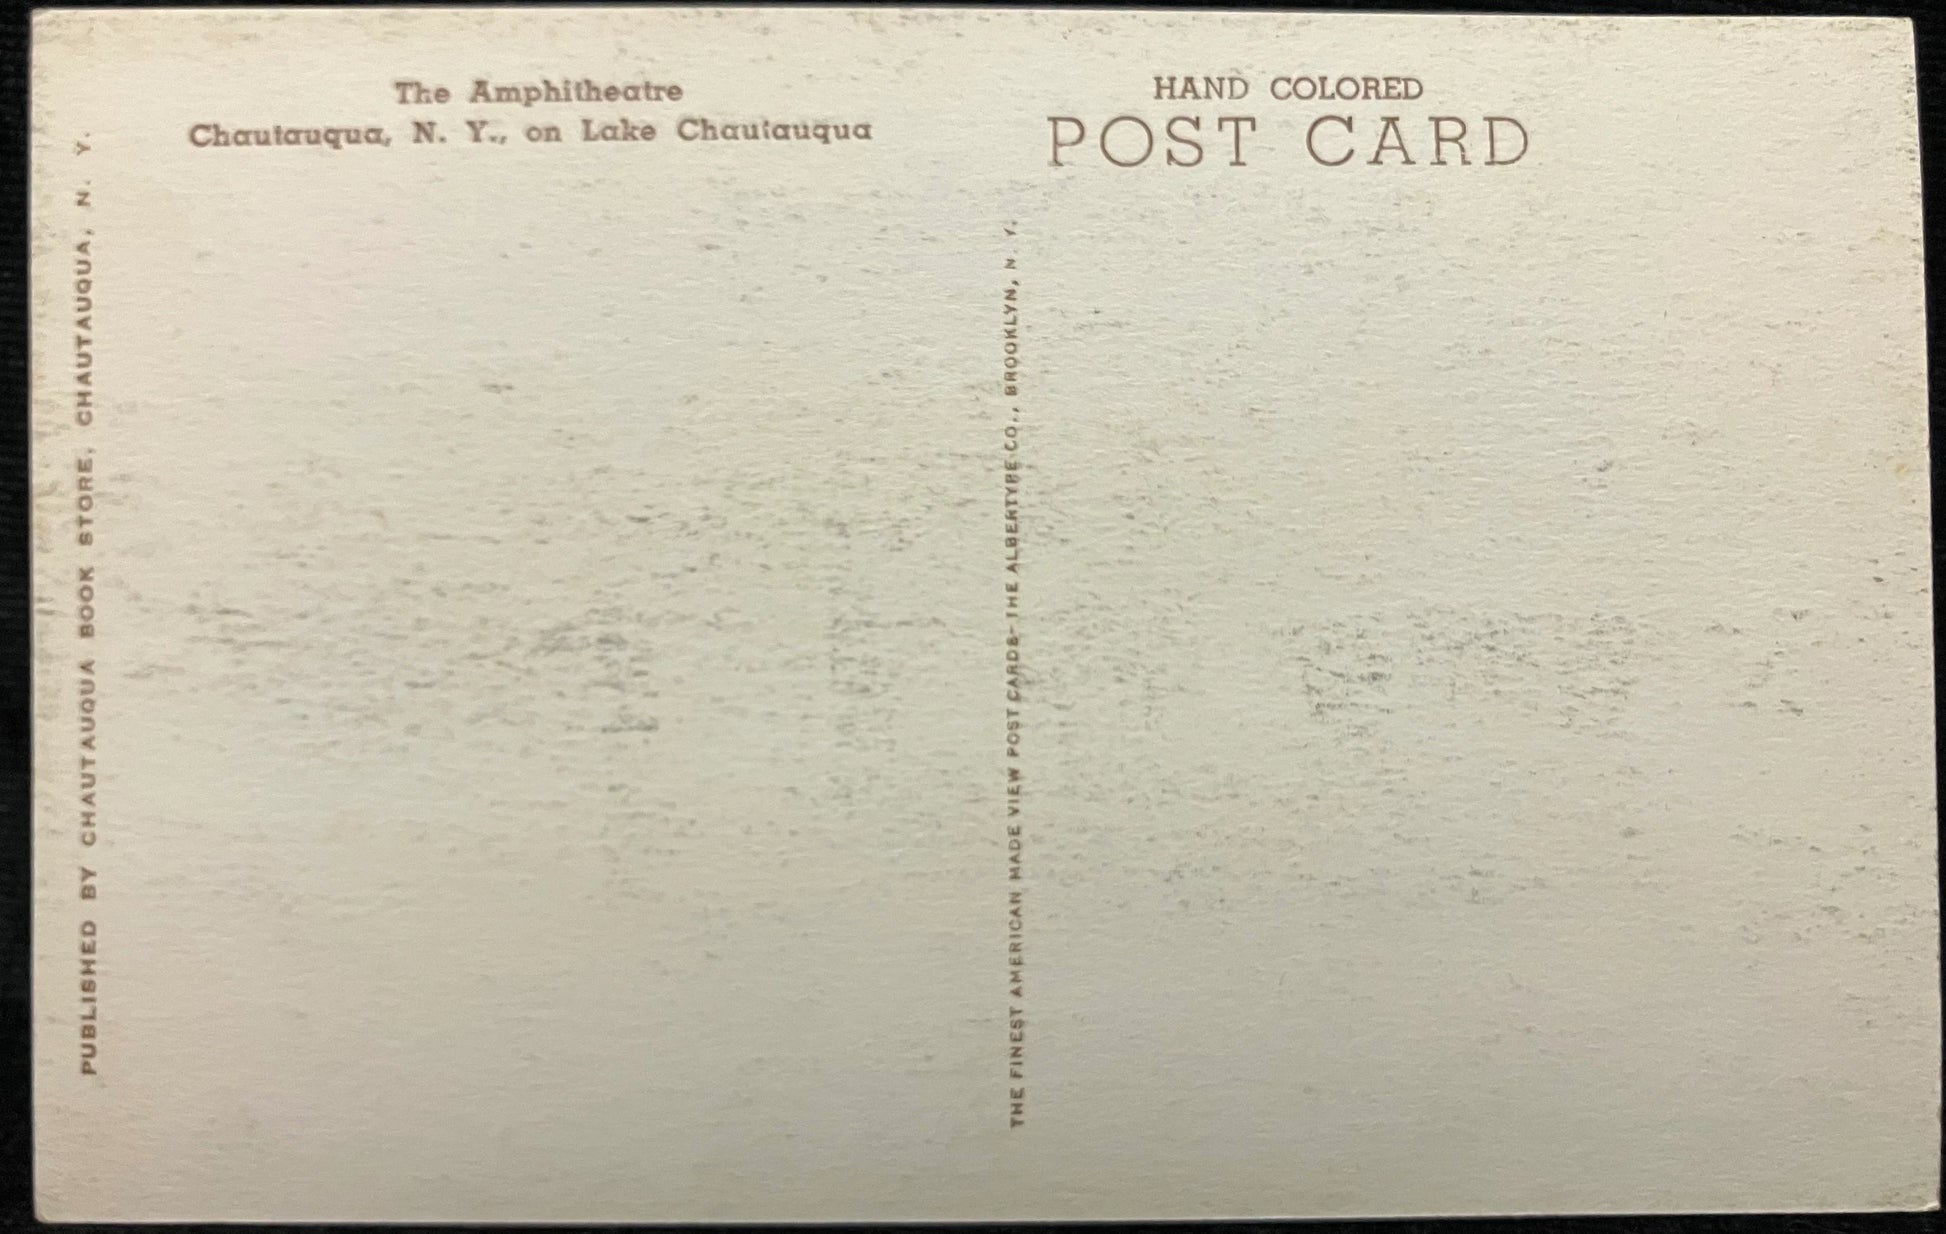 The Amphitheatre
Chautauqua, N. Y., on Lake Chautauqua
HAND COLORED
POST CARD
PUBLISHED BY CHAUTAUQUA BOOK STORE, CHAUTAUQUA, N. Y.
THE FINEST AMERICAN MADE VIEW POST CARDS-THE ALBERTYPE CO., BROOKLYN, N. Y.